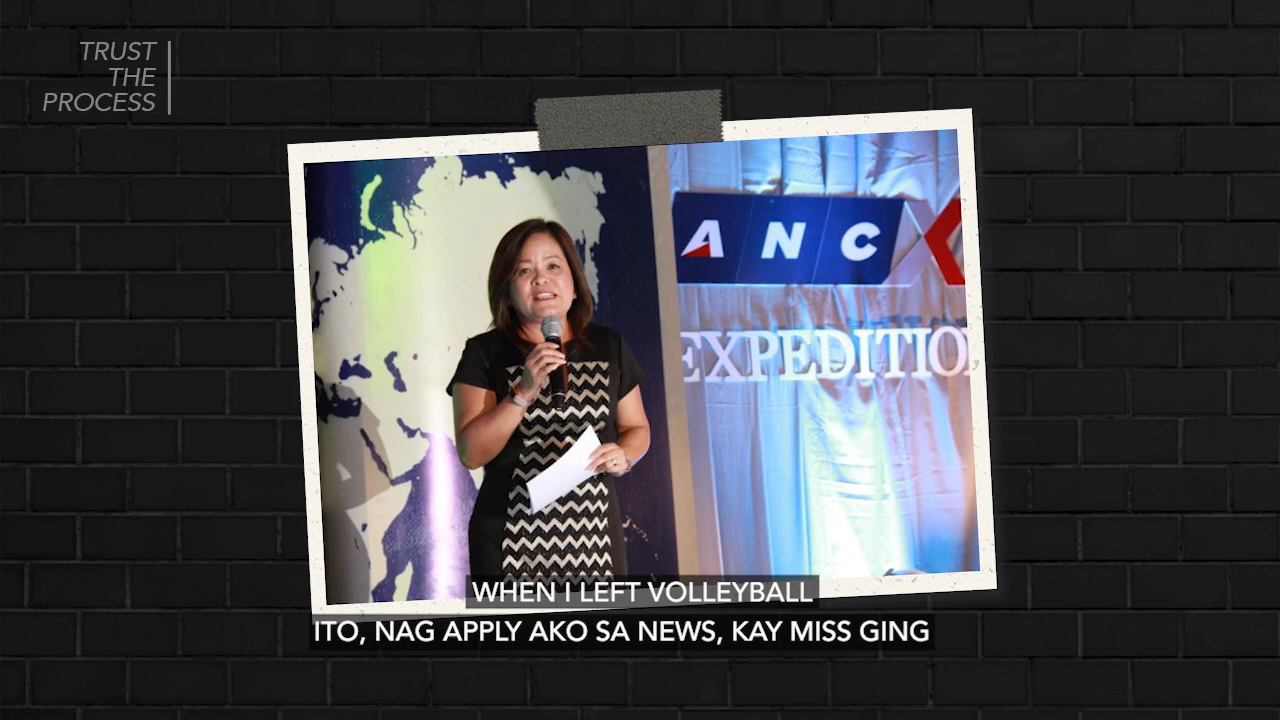 TRUST
THE
PROCESS
ANC
EXPEDITIO
WHEN I LEFT VOLLEYBALL
ITO, NAG APPLY AKO SA NEWS, KAY MISS GING